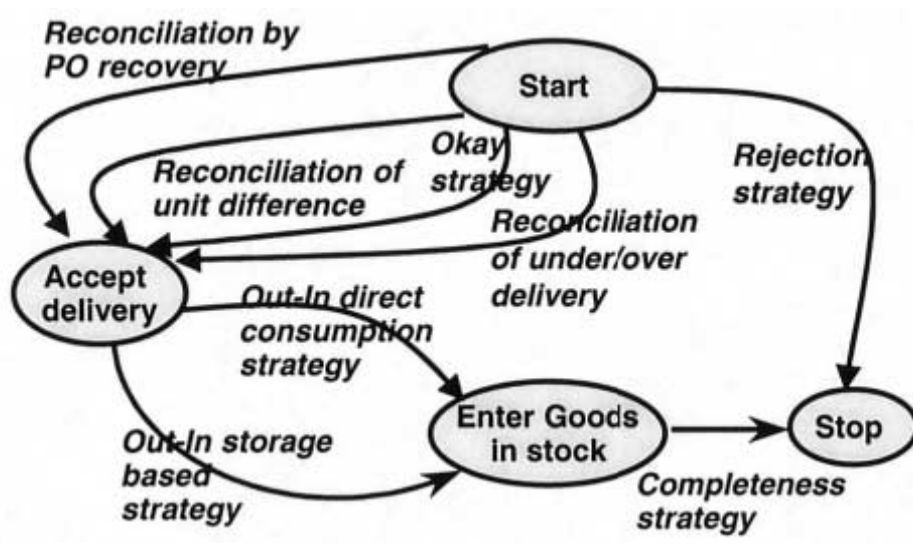 Reconciliation by
PO recovery
Start
Okay
strategy
Rejection
strategy
Reconciliation of
unit difference
Reconciliation
of under/over
delivery
Accept
delivery
Out-In direct
consumption
strategy
Enter Goods
in stock
Stop
Out-In storage
based
strategy
Completeness
strategy